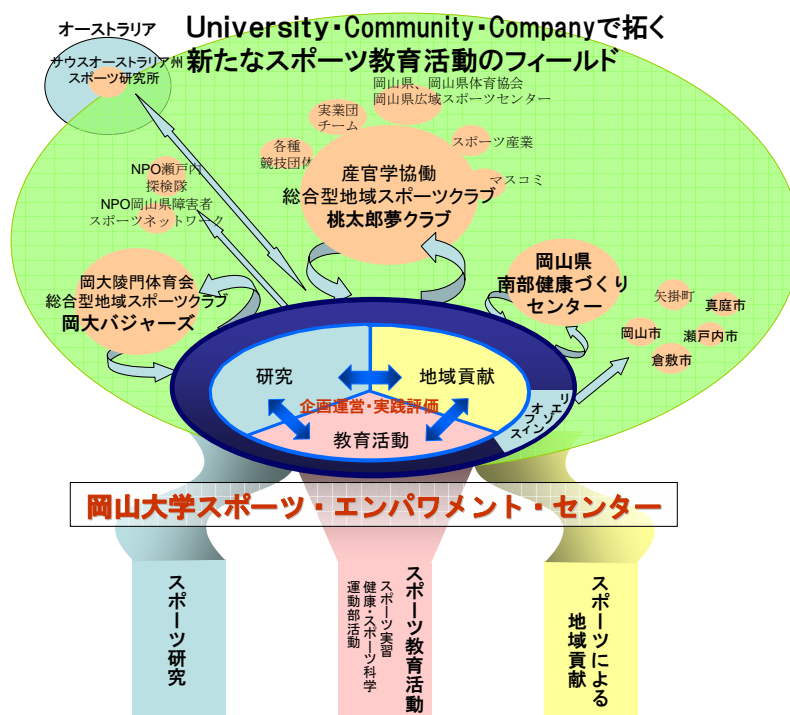 オーストラリア
University・Community・Companyで拓く
新たなスポーツ教育活動のフィールド
サウスオーストラリア州
スポーツ研究所
岡山県、岡山県体育協会
岡山県広域スポーツセンター
実業団
チーム
各種
競技団体
スポーツ産業
マスコミ
産官学協働
総合型地域スポーツクラブ
桃太郎夢クラブ
NPO瀬戸内
探検隊
NPO岡山県障害者
スポーツネットワーク
岡大陵門体育会
総合型地域スポーツクラブ
岡大バジャーズ
岡山県
南部健康づくり
センター
矢掛町
真庭市
岡山市
瀬戸内市
倉敷市
研究
地域貢献
企画運営・実践評価
教育活動
リエゾン
オフィス
岡山大学スポーツ・エンパワメント・センター
スポーツ研究
スポーツ教育活動
スポーツ実習
健康・スポーツ科学
運動部活動
スポーツによる
地域貢献